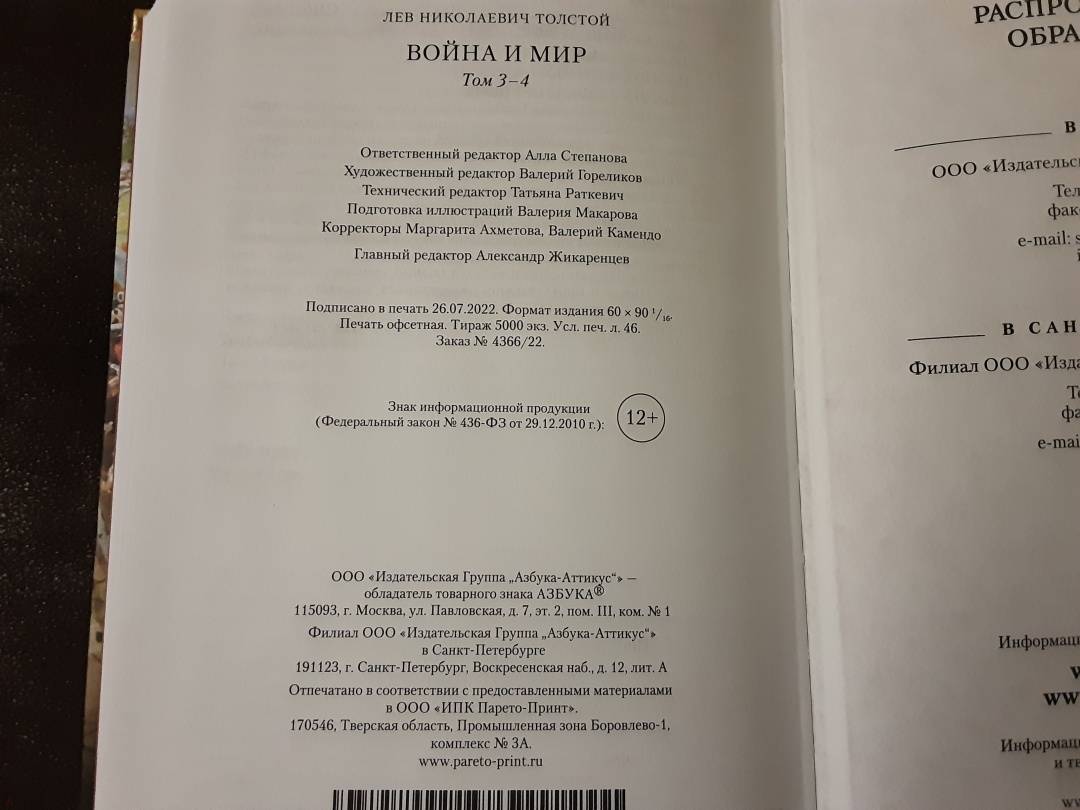 ЛЕВ НИКОЛАЕВИЧ ТОЛСТОЙ
ВОЙНА И МИР
Том 3–4
Ответственный редактор Алла Степанова
Художественный редактор Валерий Гореликов
Технический редактор Татьяна Раткевич
Подготовка иллюстраций Валерия Макарова
Корректоры Маргарита Ахметова, Валерий Камендо
Главный редактор Александр Жикаренцев
Подписано в печать 26.07.2022. Формат издания 60 × 90 1/16.
Печать офсетная. Тираж 5000 экз. Усл. печ. л. 46.
Заказ № 4366/22.
Знак информационной продукции
(Федеральный закон № 436-ФЗ от 29.12.2010 г.):
12+
ООО «Издательская Группа „Азбука-Аттикус“» —
обладатель товарного знака АЗБУКА®
115093, г. Москва, ул. Павловская, д. 7, эт. 2, пом. III, ком. № 1
Филиал ООО «Издательская Группа „Азбука-Аттикус“»
в Санкт-Петербурге
191123, г. Санкт-Петербург, Воскресенская наб., д. 12, лит. А
Отпечатано в соответствии с предоставленными материалами
в ООО «ИПК Парето-Принт».
170546, Тверская область, Промышленная зона Боровлево-1,
комплекс № 3А.
www.pareto-print.ru
РАСПРО
ОБРА
В
ООО «Издательс
Тел
фак
e-mail: s
В САН
Филиал ООО «Изда
Т
фа
e-mai
Информац
w
ww
Информац
и т